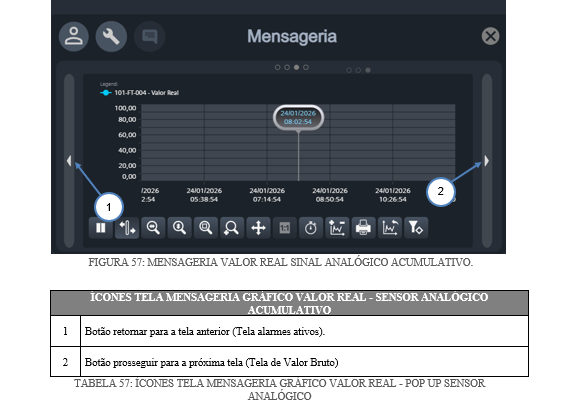 Mensageria
Legend:
101-FT-004 - Valor Real
100,00
80,00
60,00
40,00
20,00
0,00
24/01/2026
08:02:54
/2026
2:54
24/01/2026
05:38:54
24/01/2026
07:14:54
24/01/2026
08:50:54
24/01/2026
10:26:54
1
2
FIGURA 57: MENSAGERIA VALOR REAL SINAL ANALÓGICO ACUMULATIVO.
ÍCONES TELA MENSAGERIA GRÁFICO VALOR REAL - SENSOR ANALÓGICO
ACUMULATIVO
1 Botão retornar para a tela anterior (Tela alarmes ativos).
2 Botão prosseguir para a próxima tela (Tela de Valor Bruto)
TABELA 57: ÍCONES TELA MENSAGERIA GRÁFICO VALOR REAL - POP UP SENSOR
ANALÓGICO